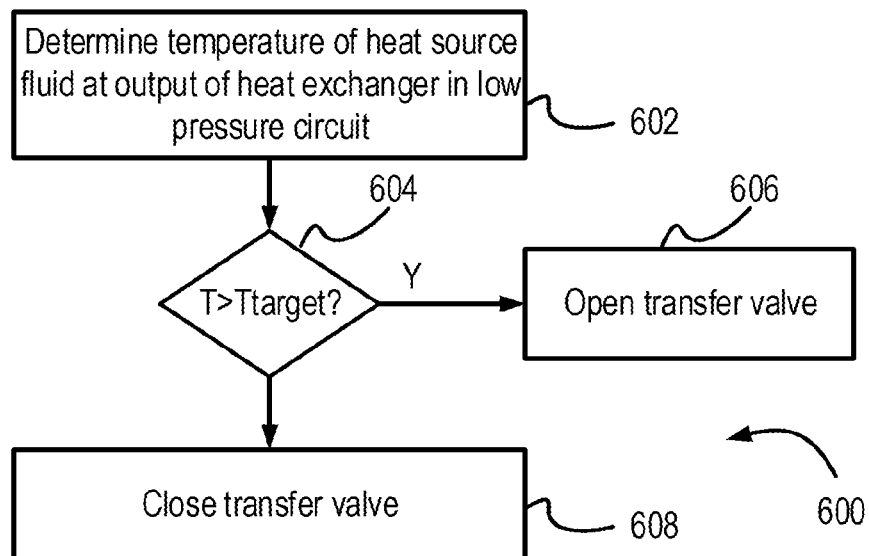 Determine temperature of heat source
fluid at output of heat exchanger in low
pressure circuit
602
604
606
T>Ttarget?
Y
Open transfer valve
Close transfer valve
608
600